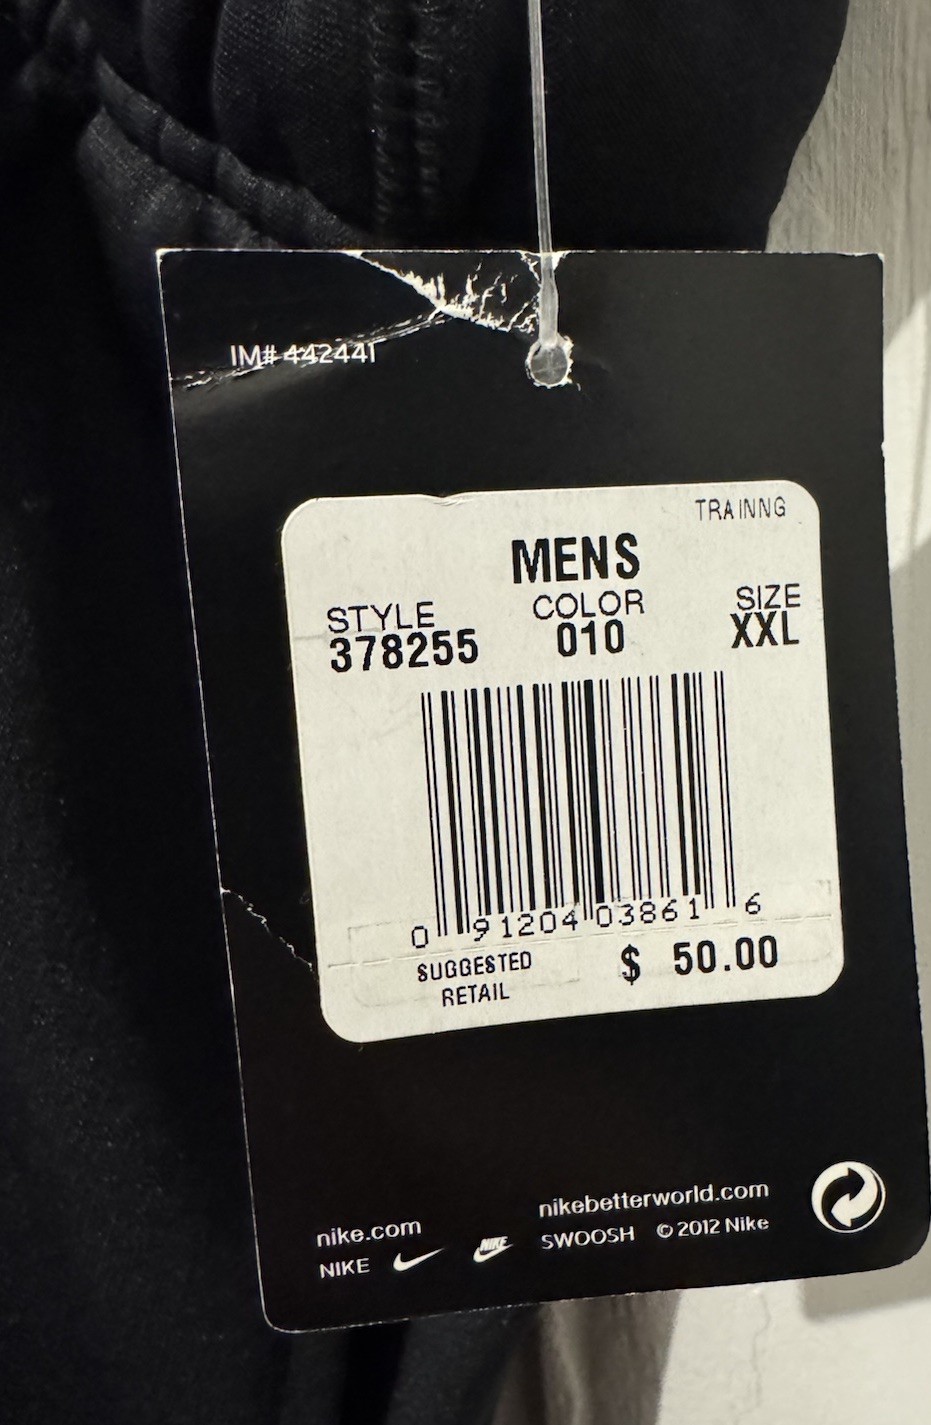 IM# 442441
TRAINNG
MENS
STYLE COLOR SIZE
378255 010 XXL
0 91204 03861 6
SUGGESTED $ 50.00
RETAIL
nike.com nikebetterworld.com
NIKE NIKE SWOOSH © 2012 Nike